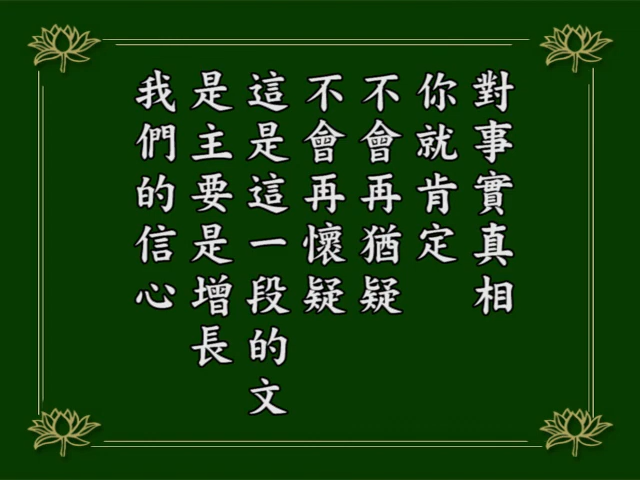 對事實真相
你就肯定
不會再猶疑
不會再懷疑
這是這一段的文
是主要是增長
我們的信心